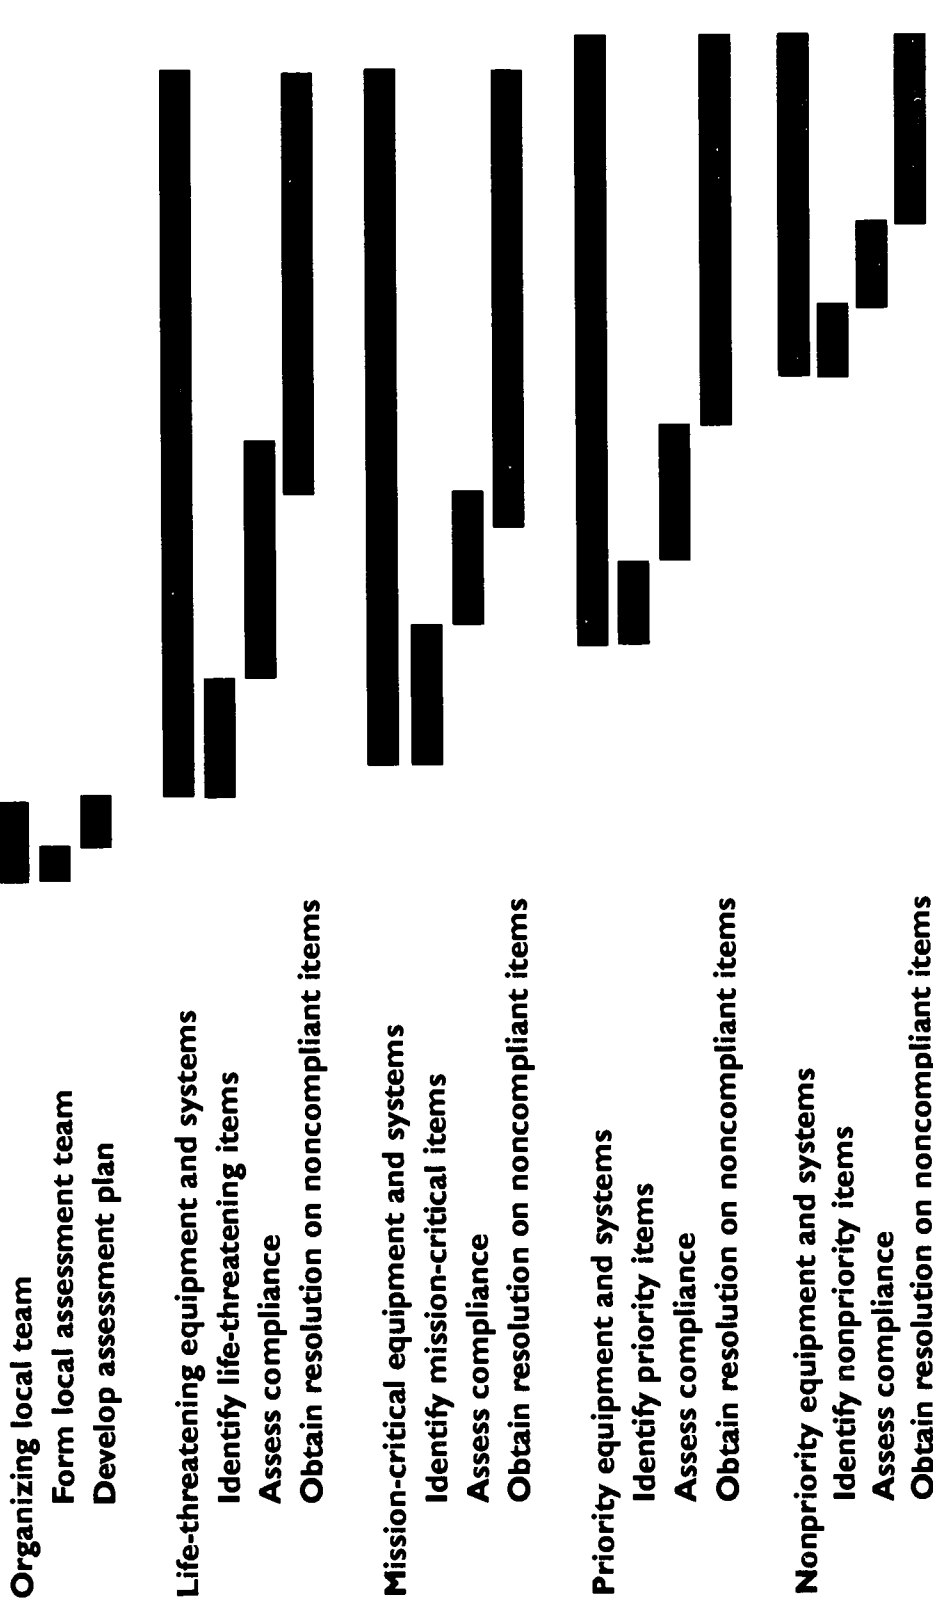 Organizing local team
Form local assessment team
Develop assessment plan
Life-threatening equipment and systems
Identify life-threatening items
Assess compliance
Obtain resolution on noncompliant items
Mission-critical equipment and systems
Identify mission-critical items
Assess compliance
Obtain resolution on noncompliant items
Priority equipment and systems
Identify priority items
Assess compliance
Obtain resolution on noncompliant items
Nonpriority equipment and systems
Identify nonpriority items
Assess compliance
Obtain resolution on noncompliant items